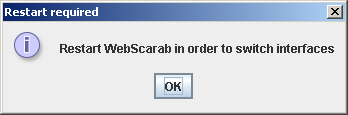 Restart required
Restart WebScarab in order to switch interfaces
OK